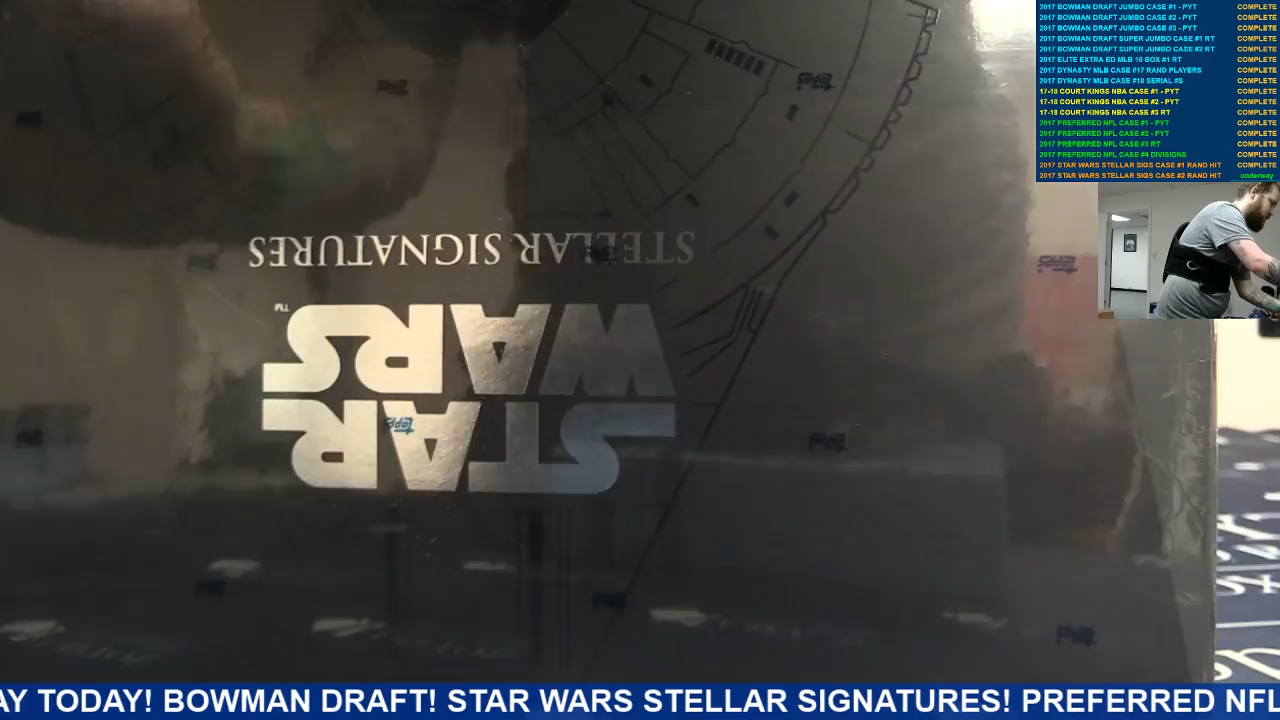 2017 BOWMAN DRAFT JUMBO CASE #1 - PYT COMPLETE
2017 BOWMAN DRAFT JUMBO CASE #2 - PYT COMPLETE
2017 BOWMAN DRAFT JUMBO CASE #3 - PYT COMPLETE
2017 BOWMAN DRAFT SUPER JUMBO CASE #1 RT COMPLETE
2017 BOWMAN DRAFT SUPER JUMBO CASE #2 RT COMPLETE
2017 ELITE EXTRA ED MLB 10 BOX #1 RT COMPLETE
2017 DYNASTY MLB CASE #17 RAND PLAYERS COMPLETE
2017 DYNASTY MLB CASE #18 SERIAL #S COMPLETE
17-18 COURT KINGS NBA CASE #1 - PYT COMPLETE
17-18 COURT KINGS NBA CASE #2 - PYT COMPLETE
17-18 COURT KINGS NBA CASE #3 RT COMPLETE
2017 PREFERRED NFL CASE #1 - PYT COMPLETE
2017 PREFERRED NFL CASE #2 - PYT COMPLETE
2017 PREFERRED NFL CASE #3 RT COMPLETE
2017 PREFERRED NFL CASE #4 DIVISIONS COMPLETE
2017 STAR WARS STELLAR SIGS CASE #1 RAND HIT COMPLETE
2017 STAR WARS STELLAR SIGS CASE #2 RAND HIT underway
STAR
WARS™
STELLAR SIGNATURES
topps
AY TODAY! BOWMAN DRAFT! STAR WARS STELLAR SIGNATURES! PREFERRED NFL